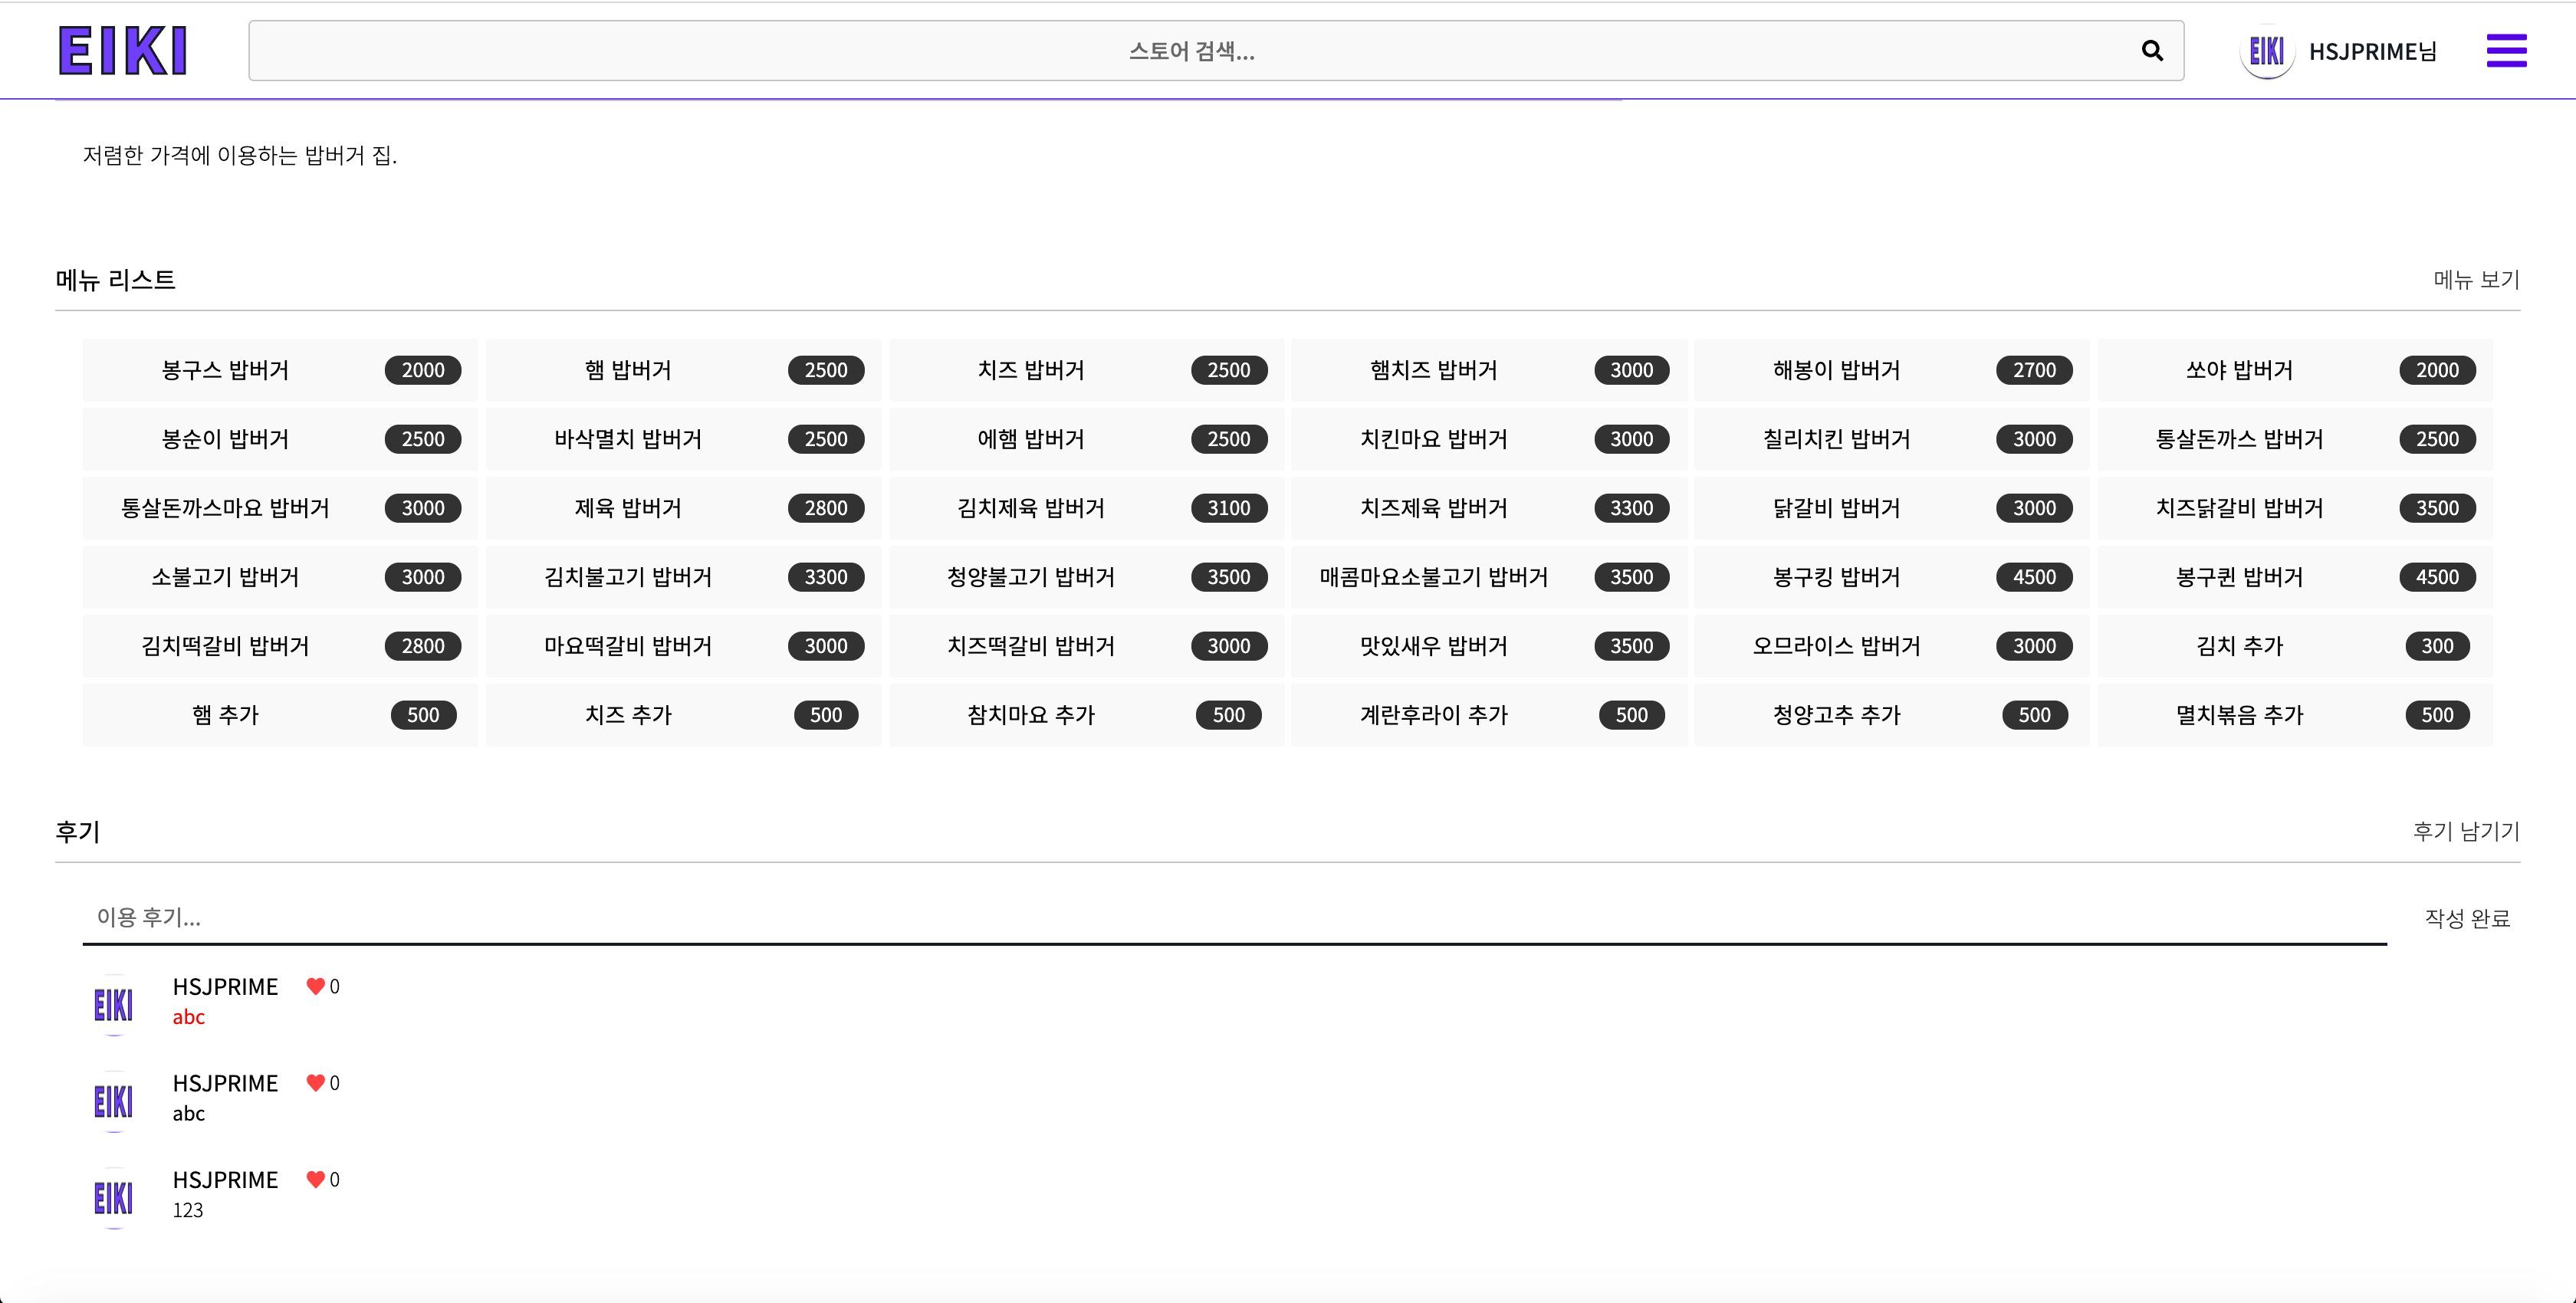 EIKI 스토어 검색... EIKI HSJPRIME님
저렴한 가격에 이용하는 밥버거 집.
메뉴 리스트 메뉴 보기
봉구스 밥버거 2000 햄 밥버거 2500 치즈 밥버거 2500 햄치즈 밥버거 3000 해봉이 밥버거 2700 쏘야 밥버거 2000
봉순이 밥버거 2500 바삭멸치 밥버거 2500 에햄 밥버거 2500 치킨마요 밥버거 3000 칠리치킨 밥버거 3000 통살돈까스 밥버거 2500
통살돈까스마요 밥버거 3000 제육 밥버거 2800 김치제육 밥버거 3100 치즈제육 밥버거 3300 닭갈비 밥버거 3000 치즈닭갈비 밥버거 3500
소불고기 밥버거 3000 김치불고기 밥버거 3300 청양불고기 밥버거 3500 매콤마요소불고기 밥버거 3500 봉구킹 밥버거 4500 봉구퀸 밥버거 4500
김치떡갈비 밥버거 2800 마요떡갈비 밥버거 3000 치즈떡갈비 밥버거 3000 맛있새우 밥버거 3500 오므라이스 밥버거 3000 김치 추가 300
햄 추가 500 치즈 추가 500 참치마요 추가 500 계란후라이 추가 500 청양고추 추가 500 멸치볶음 추가 500
후기 후기 남기기
이용 후기... 작성 완료
EIKI HSJPRIME 0
abc
EIKI HSJPRIME 0
abc
EIKI HSJPRIME 0
123